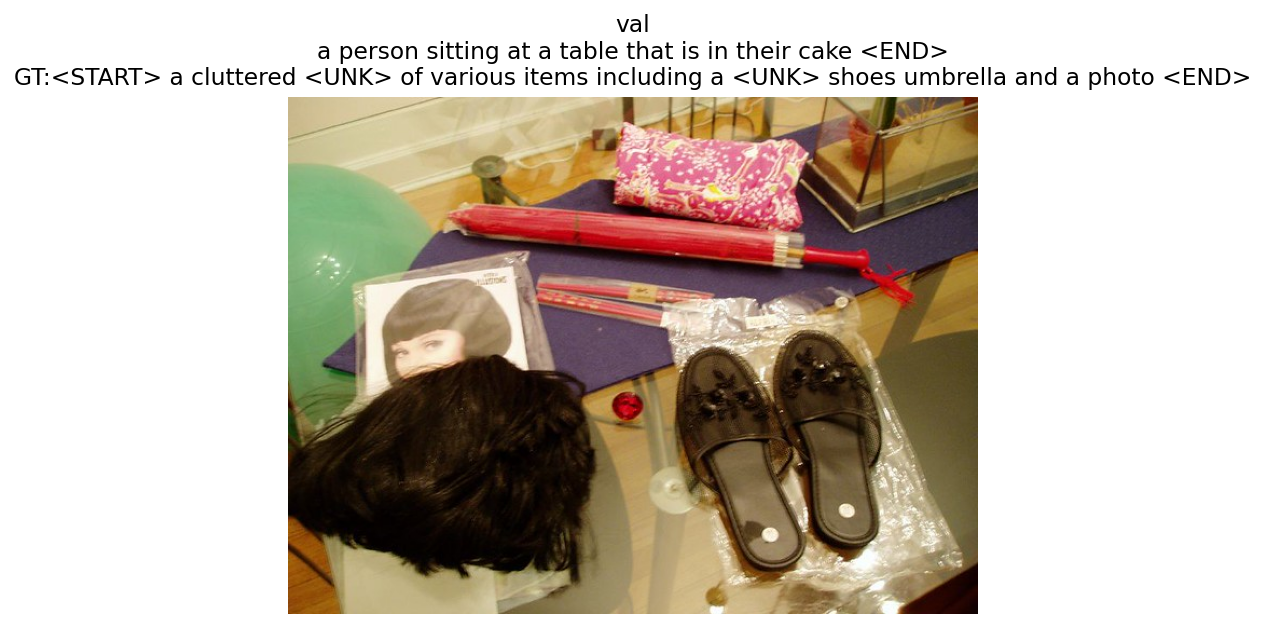 val
a person sitting at a table that is in their cake <END>
GT:<START> a cluttered <UNK> of various items including a <UNK> shoes umbrella and a photo <END>